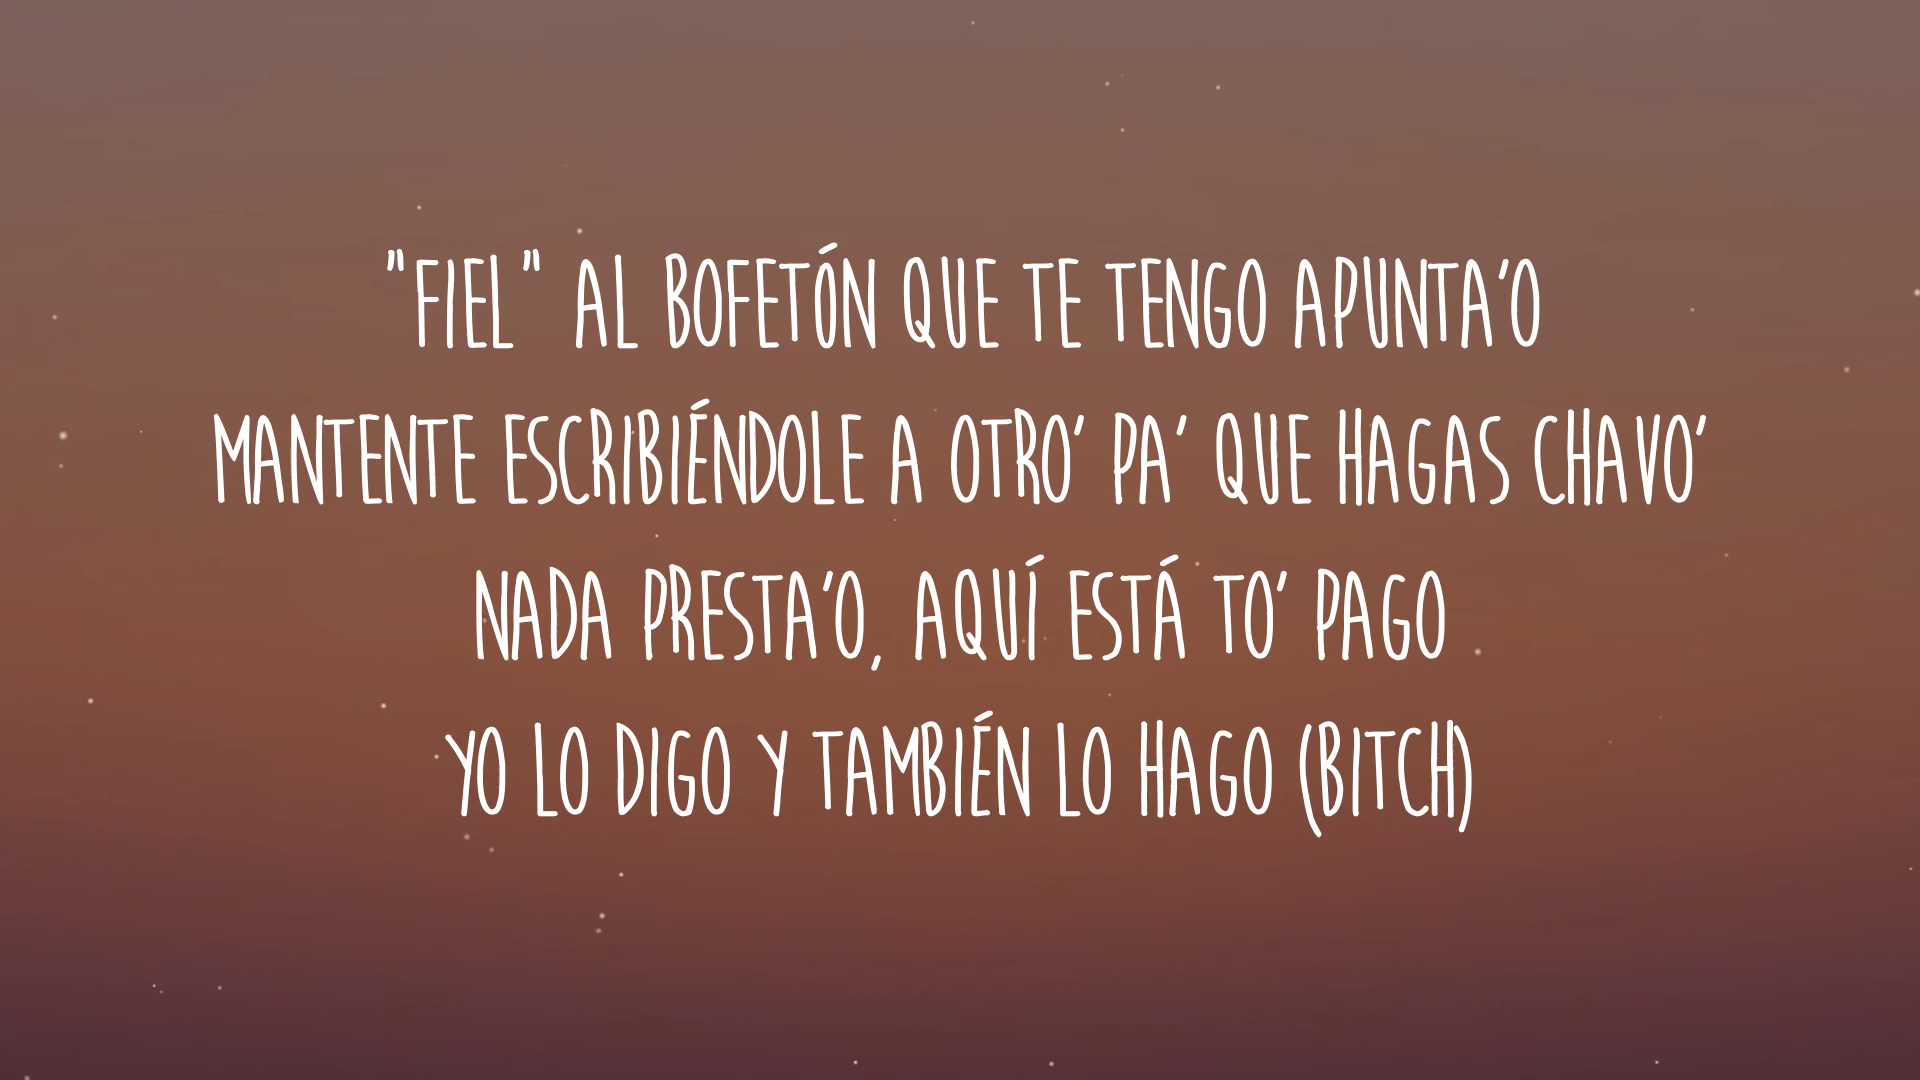 "FIEL" AL BOFETÓN QUE TE TENGO APUNTA'O
MANTENTE ESCRIBIÉNDOLE A OTRO' PA' QUE HAGAS CHAVO'
NADA PRESTA'O, AQUÍ ESTÁ TO' PAGO
YO LO DIGO Y TAMBIÉN LO HAGO (BITCH)